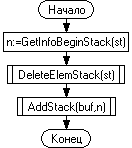 Начало
n:=GetInfoBeginStack(st)
DeleteElemStack(st)
AddStack(buf,n)
Конец